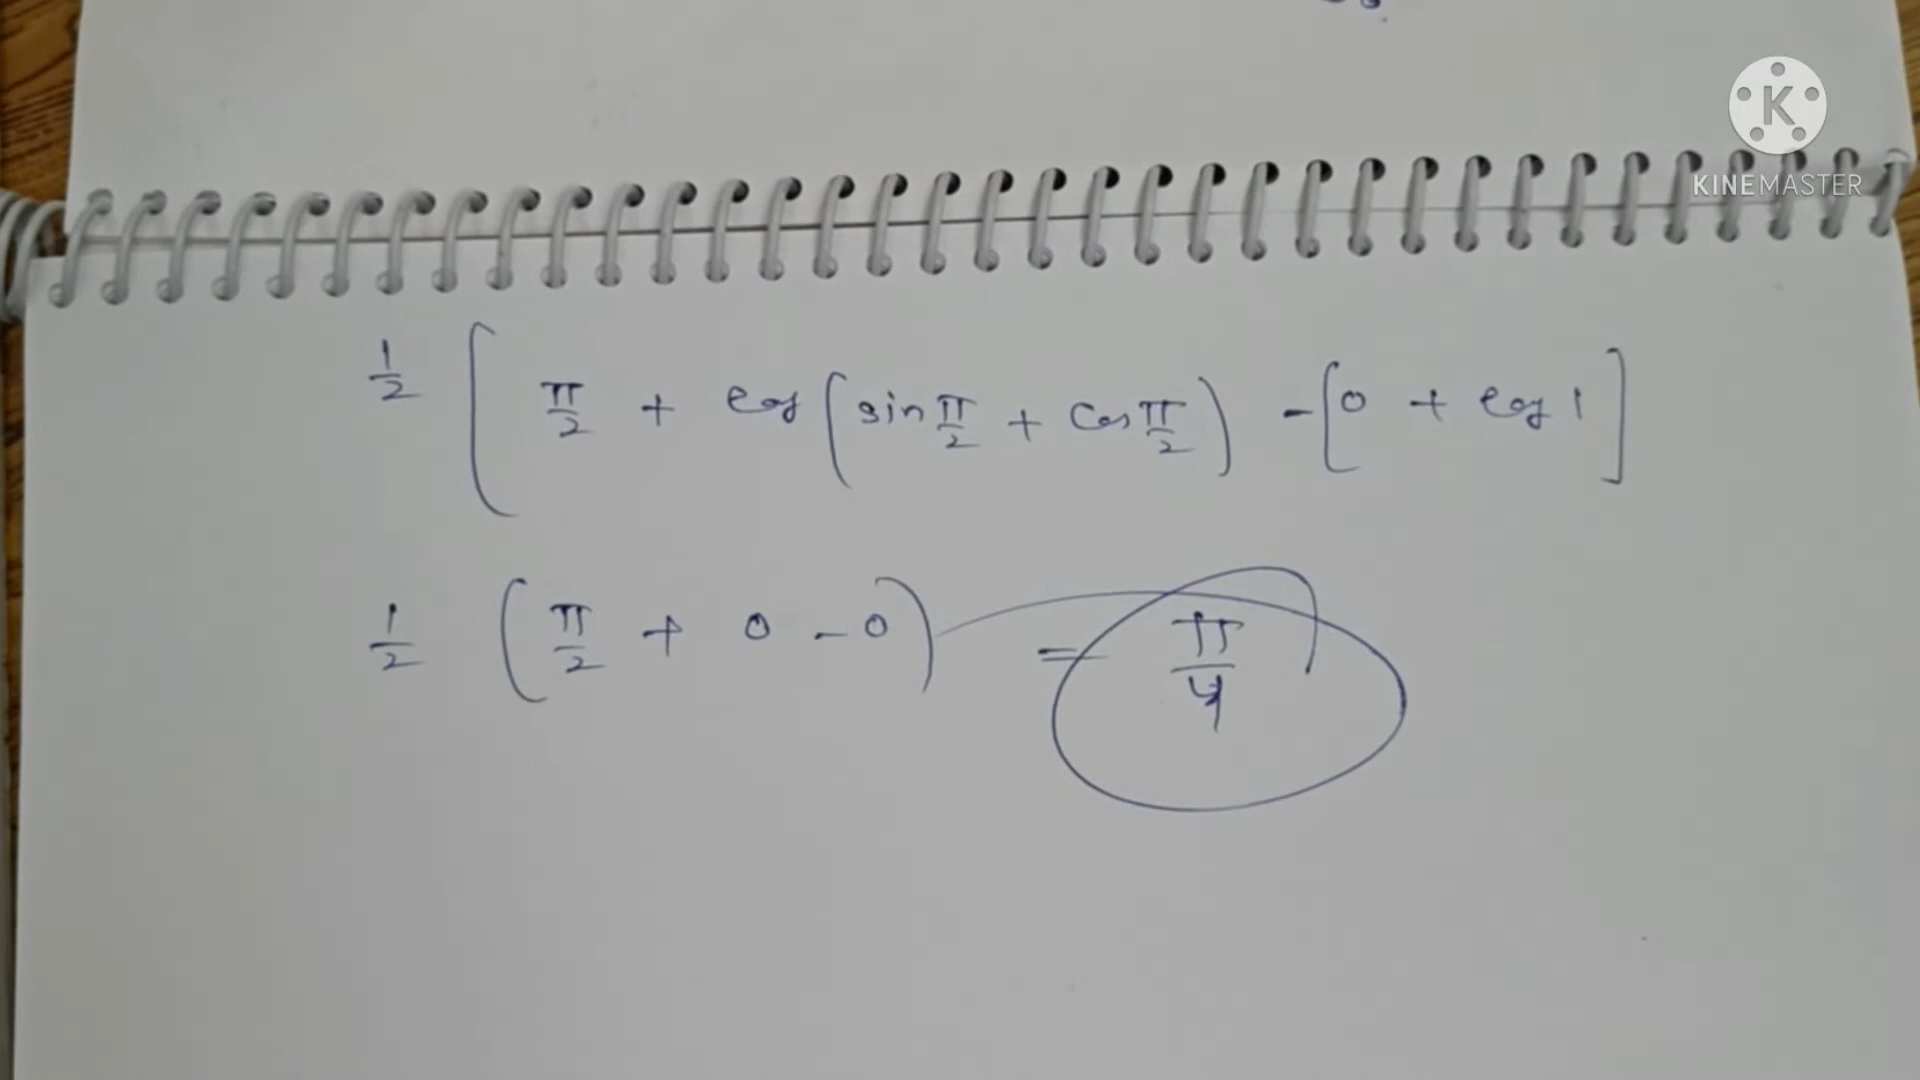 K
KINEMASTER
1/2 [ π/2 + log ( sin π/2 + Cos π/2 ) - [ 0 + log 1 ]
1/2 ( π/2 + 0 - 0 ) = π/4